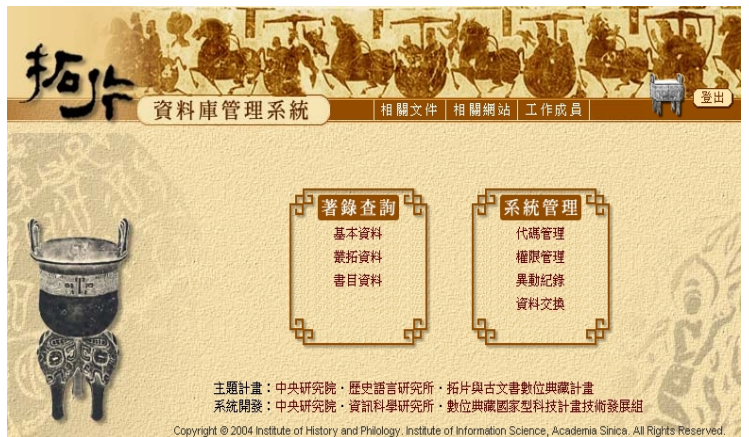 拓片
資料庫管理系統
相關文件 | 相關網站 | 工作成員
登出
著錄查詢
基本資料
叢拓資料
書目資料
系統管理
代碼管理
權限管理
異動紀錄
資料交換
主題計畫：中央研究院・歷史語言研究所・拓片與古文書數位典藏計畫
系統開發：中央研究院・資訊科學研究所・數位典藏國家型科技計畫技術發展組
Copyright © 2004 Institute of History and Philology. Institute of Information Science, Academia Sinica. All Rights Reserved.